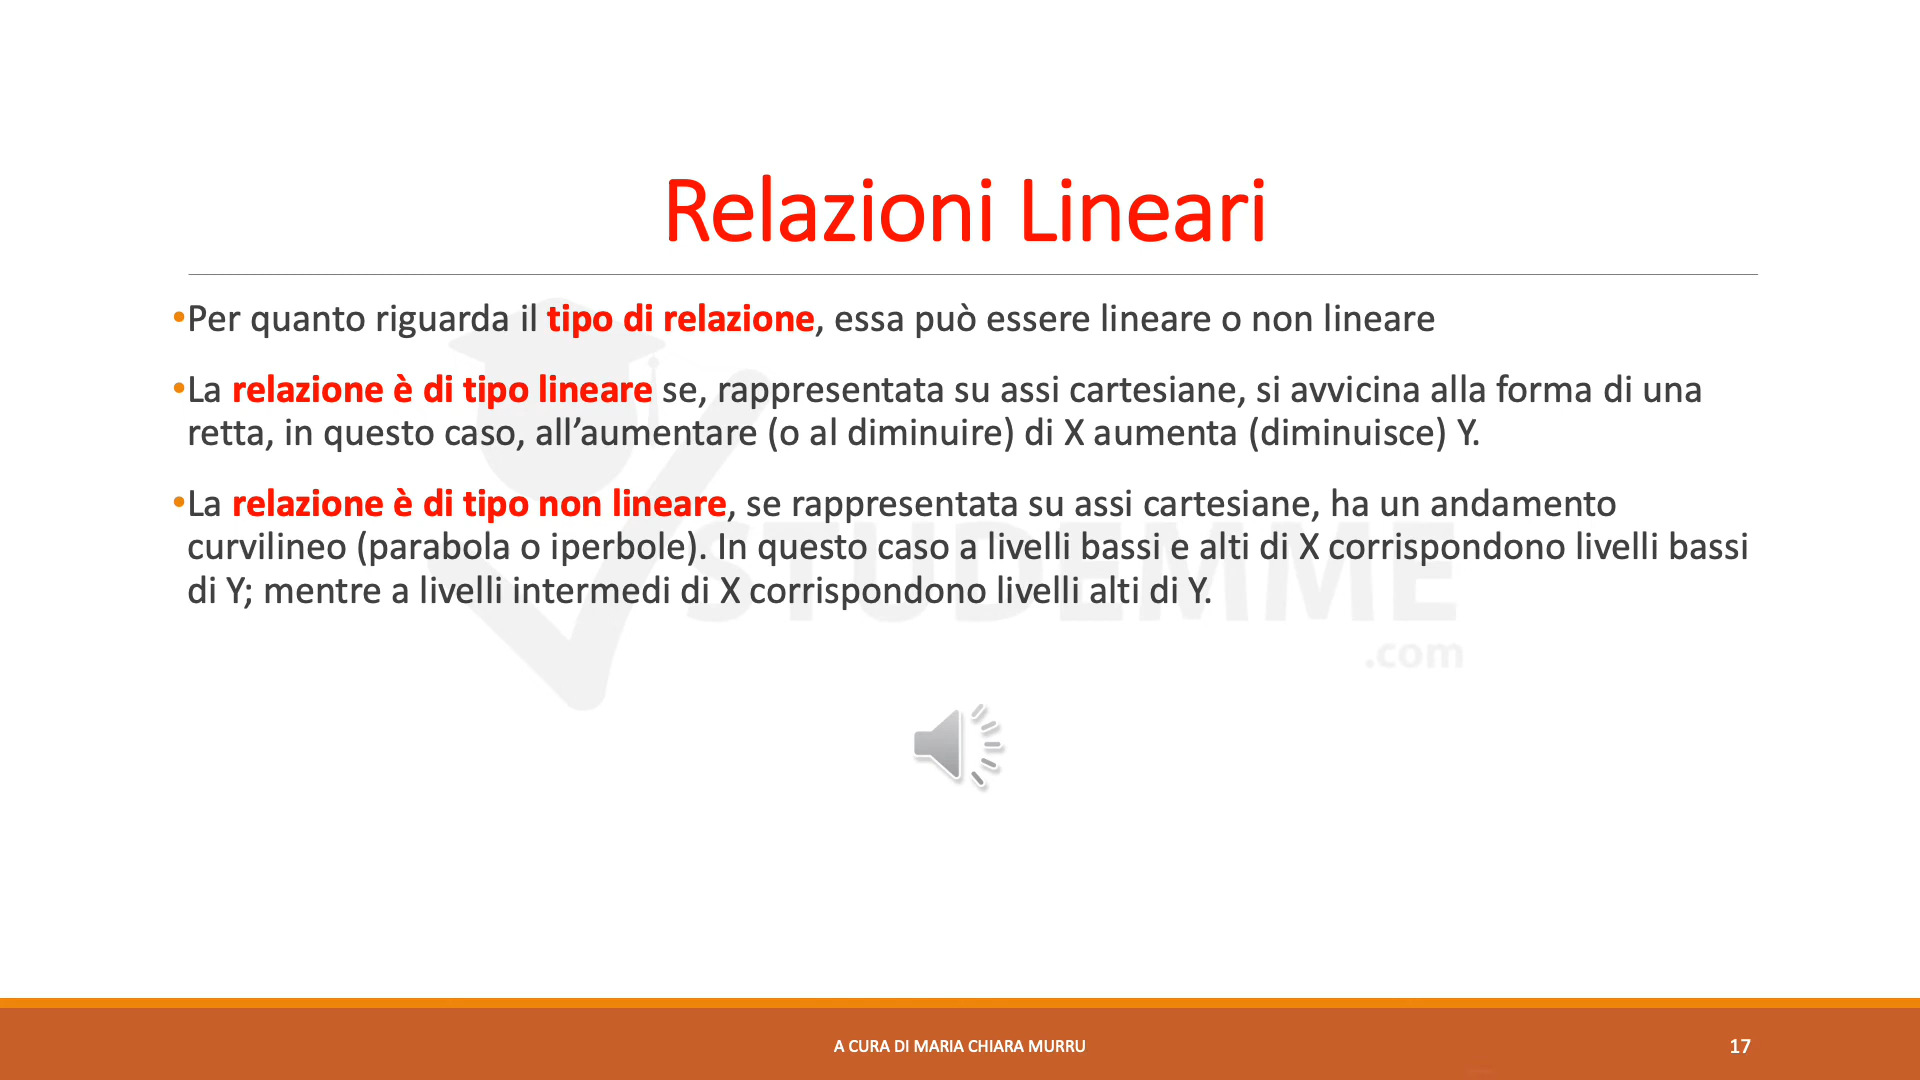 Relazioni Lineari
•Per quanto riguarda il tipo di relazione, essa può essere lineare o non lineare
•La relazione è di tipo lineare se, rappresentata su assi cartesiane, si avvicina alla forma di una
retta, in questo caso, all’aumentare (o al diminuire) di X aumenta (diminuisce) Y.
•La relazione è di tipo non lineare, se rappresentata su assi cartesiane, ha un andamento
curvilineo (parabola o iperbole). In questo caso a livelli bassi e alti di X corrispondono livelli bassi
di Y; mentre a livelli intermedi di X corrispondono livelli alti di Y.
STUDEMME
.com
A CURA DI MARIA CHIARA MURRU
17